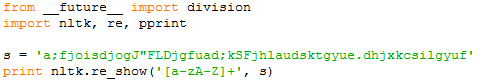 from __future__ import division
import nltk, re, pprint
s = 'a;fjoisdjogJ"FLDjgfuad;kSFjhlaudsktgyue.dhjxkcsilgyuf'
print nltk.re_show('[a-zA-Z]+', s)